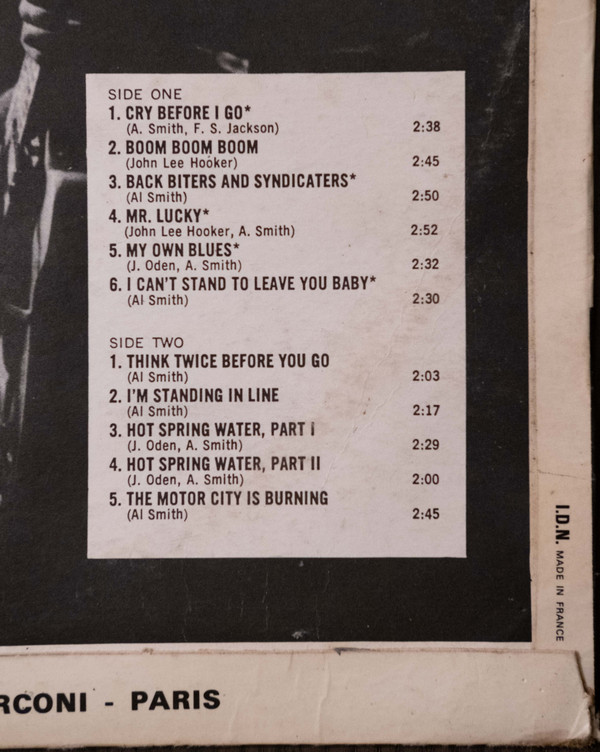 SIDE ONE
1. CRY BEFORE I GO*
(A. Smith, F. S. Jackson) 2:38
2. BOOM BOOM BOOM
(John Lee Hooker) 2:45
3. BACK BITERS AND SYNDICATERS*
(Al Smith) 2:50
4. MR. LUCKY*
(John Lee Hooker, A. Smith) 2:52
5. MY OWN BLUES*
(J. Oden, A. Smith) 2:32
6. I CAN'T STAND TO LEAVE YOU BABY*
(Al Smith) 2:30
SIDE TWO
1. THINK TWICE BEFORE YOU GO
(Al Smith) 2:03
2. I'M STANDING IN LINE
(Al Smith) 2:17
3. HOT SPRING WATER, PART I
(J. Oden, A. Smith) 2:29
4. HOT SPRING WATER, PART II
(J. Oden, A. Smith) 2:00
5. THE MOTOR CITY IS BURNING
(Al Smith) 2:45
I.D.N. MADE IN FRANCE
RCONI - PARIS